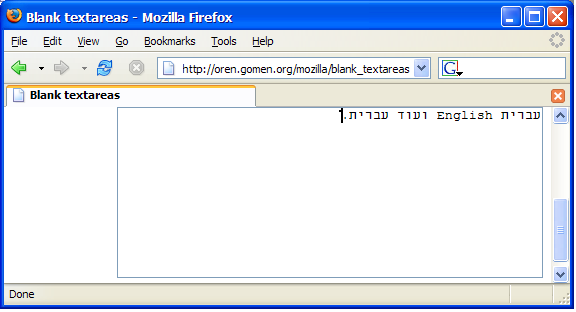 Blank textareas - Mozilla Firefox
File Edit View Go Bookmarks Tools Help
http://oren.gomen.org/mozilla/blank_textareas
G
Blank textareas
עברית English ועוד עברית.
Done